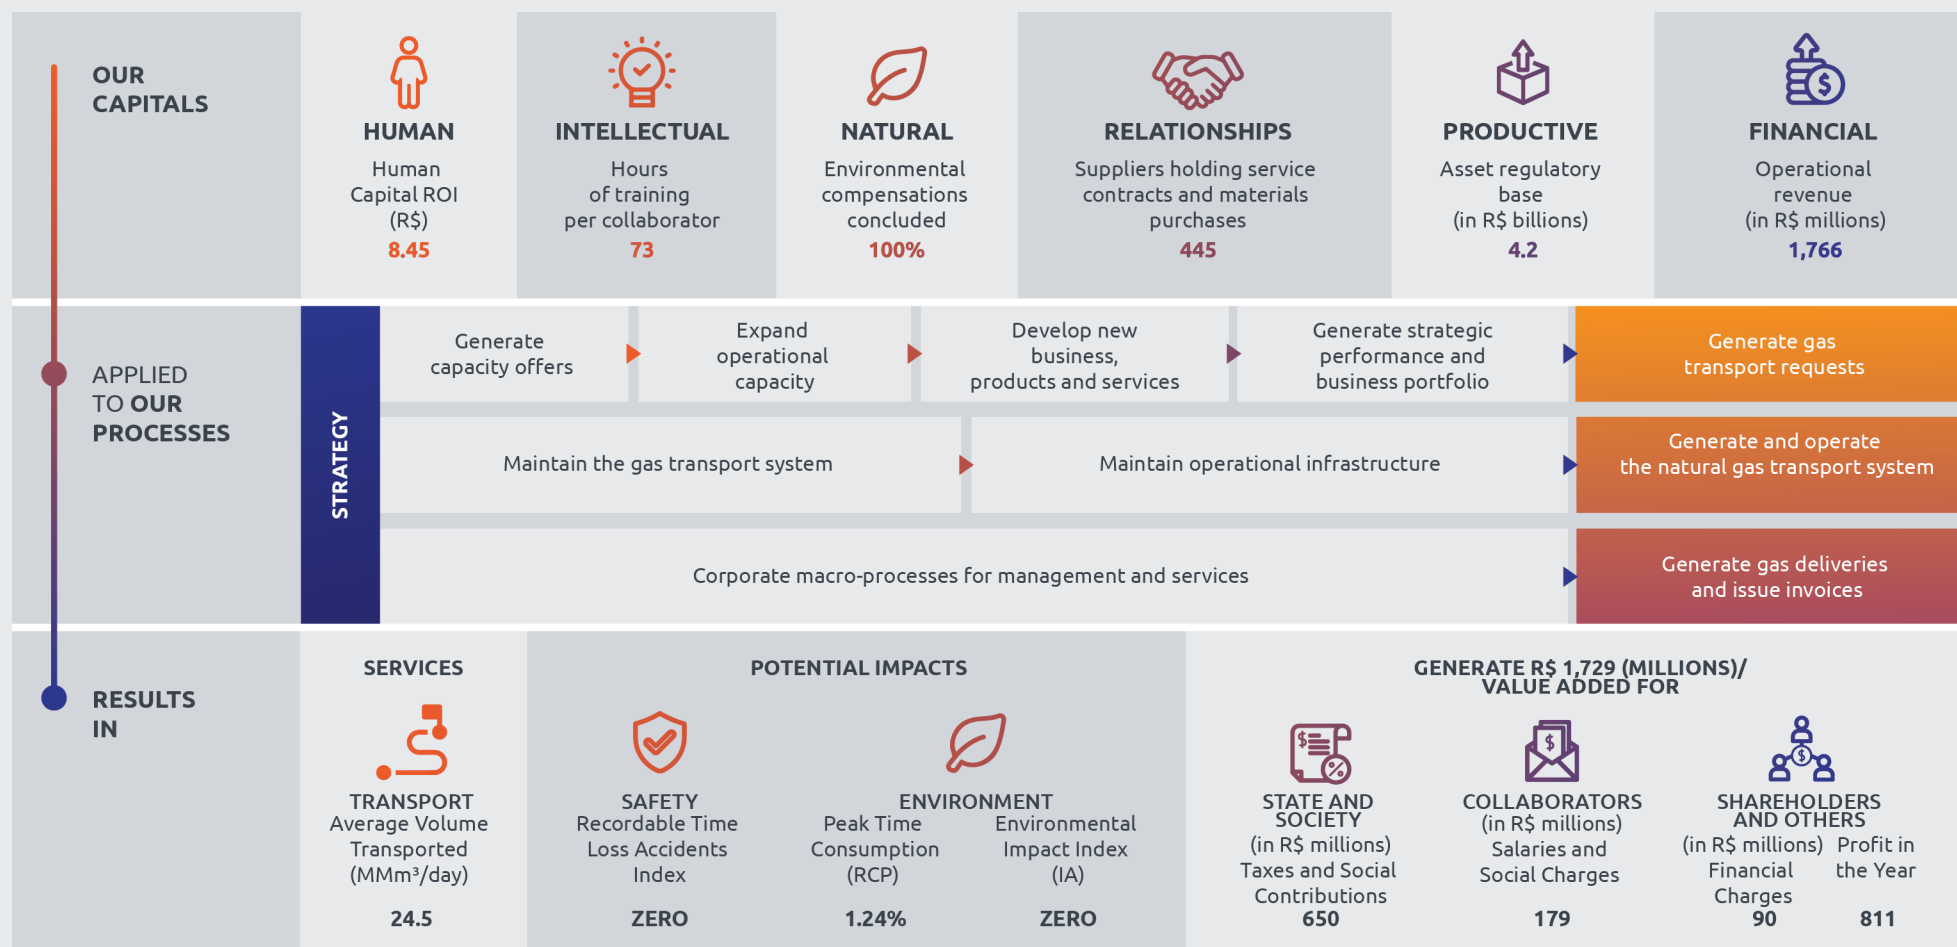 OUR
CAPITALS
HUMAN
Human
Capital ROI
(R$)
8.45
INTELLECTUAL
Hours
of training
per collaborator
73
NATURAL
Environmental
compensations
concluded
100%
RELATIONSHIPS
Suppliers holding service
contracts and materials
purchases
445
PRODUCTIVE
Asset regulatory
base
(in R$ billions)
4.2
FINANCIAL
Operational
revenue
(in R$ millions)
1,766
APPLIED
TO OUR
PROCESSES
STRATEGY
Generate
capacity offers
Expand
operational
capacity
Develop new
business,
products and services
Generate strategic
performance and
business portfolio
Generate gas
transport requests
Maintain the gas transport system
Maintain operational infrastructure
Generate and operate
the natural gas transport system
Corporate macro-processes for management and services
Generate gas deliveries
and issue invoices
RESULTS
IN
SERVICES
TRANSPORT
Average Volume
Transported
(MMm³/day)
24.5
POTENTIAL IMPACTS
SAFETY
Recordable Time
Loss Accidents
Index
ZERO
ENVIRONMENT
Peak Time
Consumption
(RCP)
1.24%
Environmental
Impact Index
(IA)
ZERO
GENERATE R$ 1,729 (MILLIONS)/
VALUE ADDED FOR
STATE AND
SOCIETY
(in R$ millions)
Taxes and Social
Contributions
650
COLLABORATORS
(in R$ millions)
Salaries and
Social Charges
179
SHAREHOLDERS
AND OTHERS
(in R$ millions)
Financial
Charges
90
Profit in
the Year
811